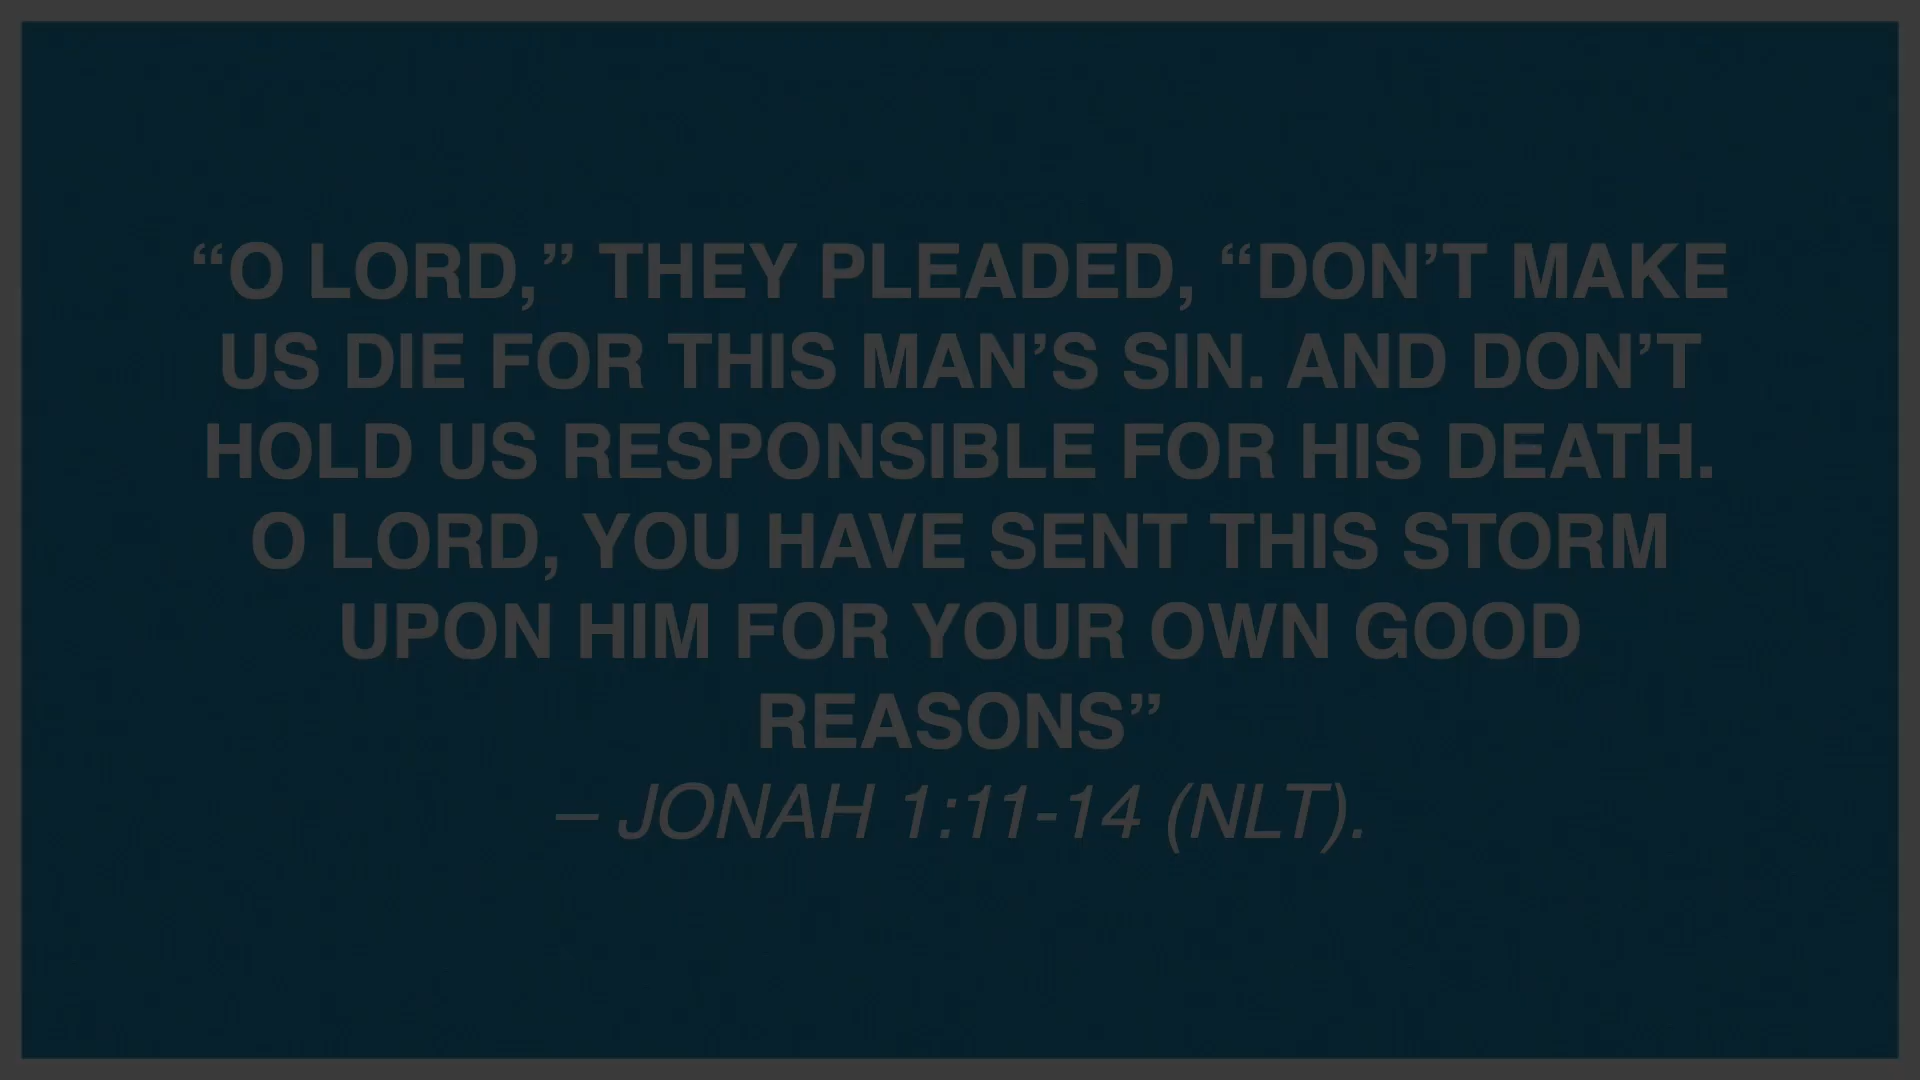 “O LORD,” THEY PLEADED, “DON’T MAKE
US DIE FOR THIS MAN’S SIN. AND DON’T
HOLD US RESPONSIBLE FOR HIS DEATH.
O LORD, YOU HAVE SENT THIS STORM
UPON HIM FOR YOUR OWN GOOD
REASONS”
– JONAH 1:11-14 (NLT).